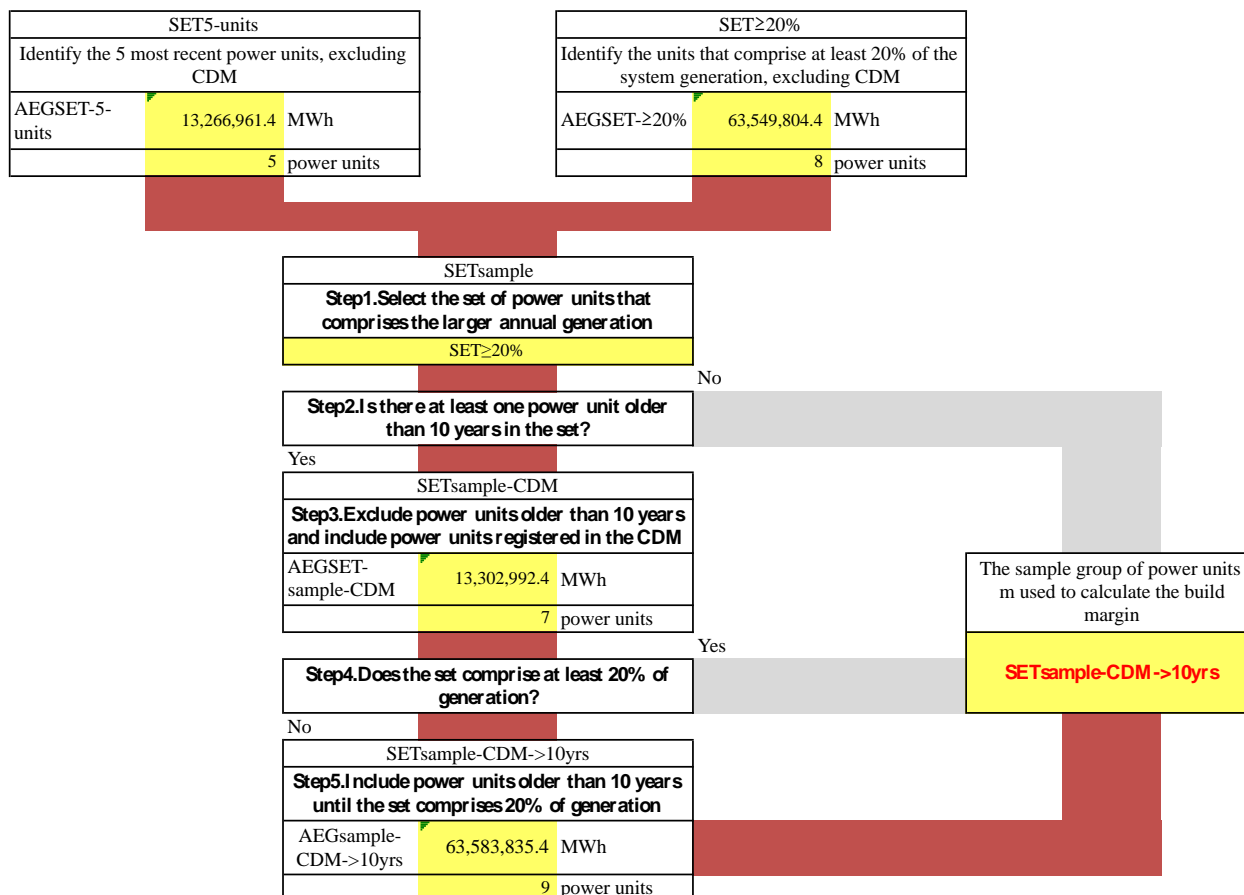 SET5-units
Identify the 5 most recent power units, excluding
CDM
AEGSET-5-
units
13,266,961.4 MWh
5 power units
SET≥20%
Identify the units that comprise at least 20% of the
system generation, excluding CDM
AEGSET-≥20% 63,549,804.4 MWh
8 power units
SETsample
Step1.Select the set of power units that
comprises the larger annual generation
SET≥20%
No
Step2.Is there at least one power unit older
than 10 years in the set?
Yes
SETsample-CDM
Step3.Exclude power units older than 10 years
and include power units registered in the CDM
AEGSET-
sample-CDM
13,302,992.4 MWh
7 power units
The sample group of power units
m used to calculate the build
margin
SETsample-CDM->10yrs
Yes
Step4.Does the set comprise at least 20% of
generation?
No
SETsample-CDM->10yrs
Step5.Include power units older than 10 years
until the set comprises 20% of generation
AEGsample-
CDM->10yrs
63,583,835.4 MWh
9 power units